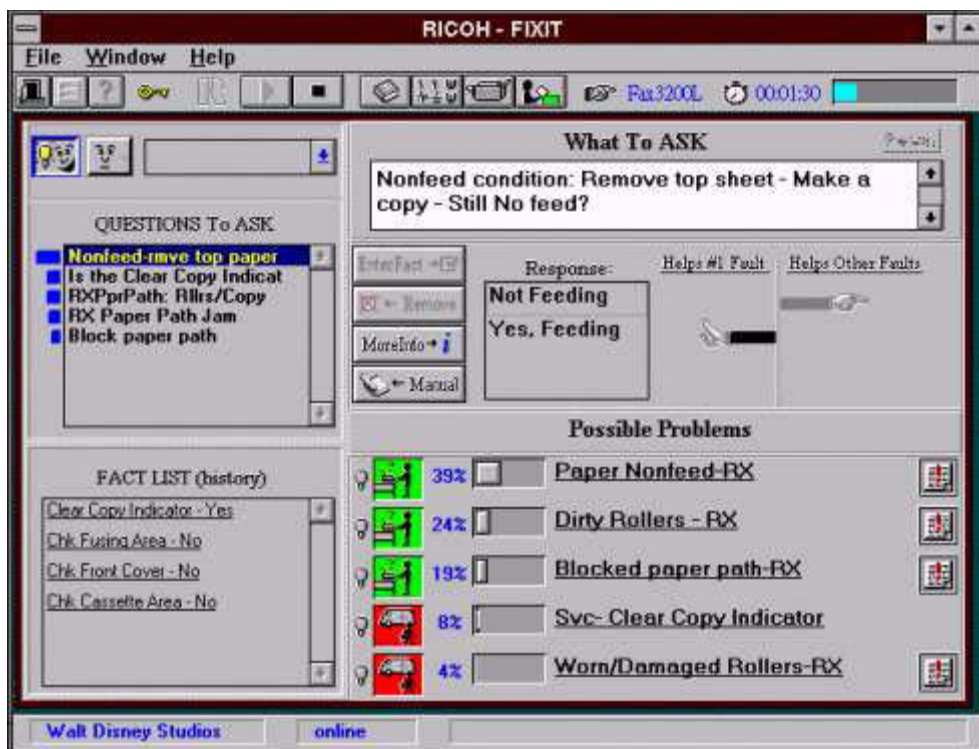 RICOH - FIXIT
File Window Help
Fax3200L 00:01:30
What To ASK
Nonfeed condition: Remove top sheet - Make a
copy - Still No feed?
QUESTIONS To ASK
Nonfeed-rmve top paper
Is the Clear Copy Indicat
RXPprPath: Rllrs/Copy
RX Paper Path Jam
Block paper path
EnterFact
Remove
MoreInfo
Manual
Response:
Not Feeding
Yes, Feeding
Helps #1 Fault
Helps Other Faults
FACT LIST (history)
Clear Copy Indicator - Yes
Chk Fusing Area - No
Chk Front Cover - No
Chk Cassette Area - No
Possible Problems
39% Paper Nonfeed-RX
24% Dirty Rollers - RX
19% Blocked paper path-RX
8% Svc- Clear Copy Indicator
4% Worn/Damaged Rollers-RX
Walt Disney Studios online